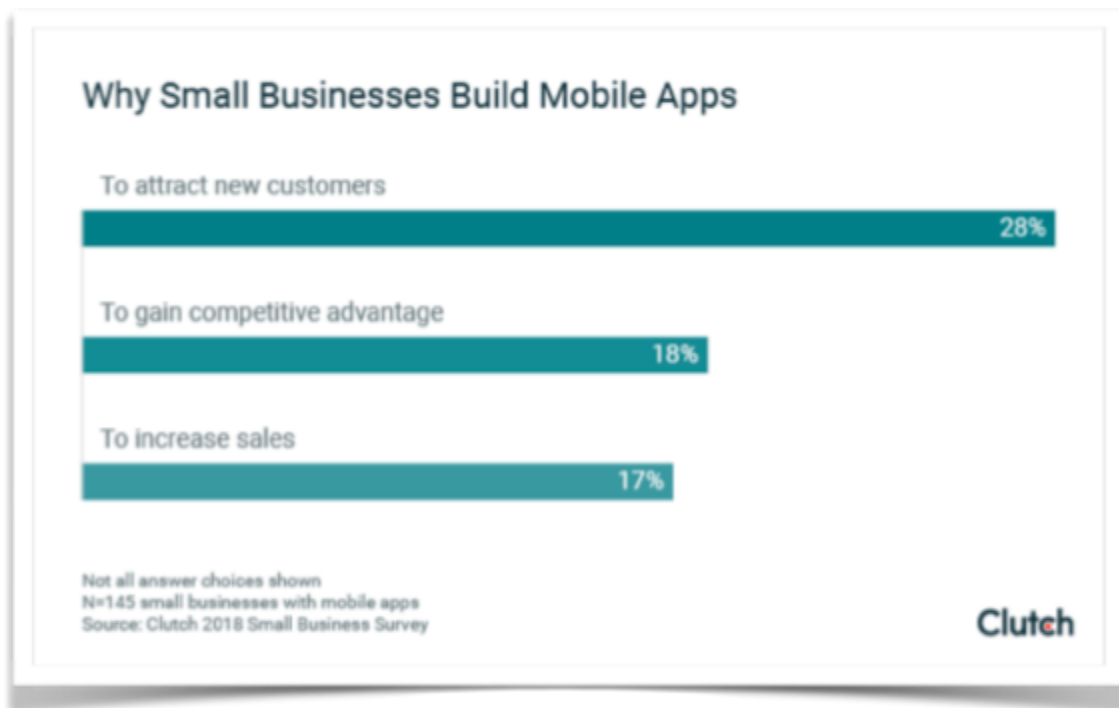 Why Small Businesses Build Mobile Apps
To attract new customers
28%
To gain competitive advantage
18%
To increase sales
17%
Not all answer choices shown
N=145 small businesses with mobile apps
Source: Clutch 2018 Small Business Survey
Clutch